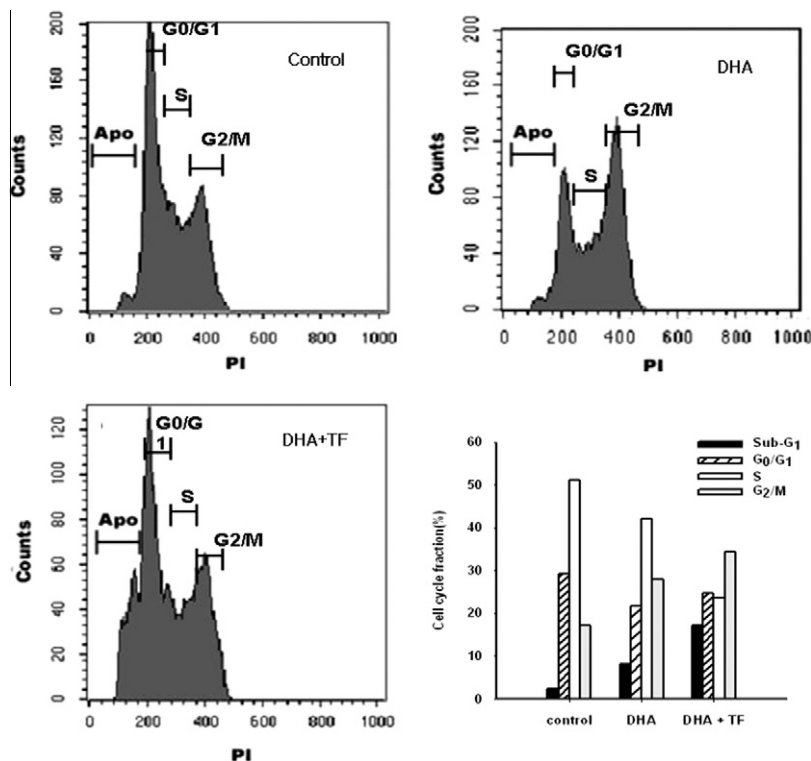 200
160
120
80
40
0
Counts
G0/G1
Control
S
Apo
G2/M
0 200 400 600 800 1000
PI
200
160
120
80
40
0
Counts
G0/G1
DHA
G2/M
Apo
S
0 200 400 600 800 1000
PI
120
100
80
60
40
20
0
Counts
G0/G
1
DHA+TF
S
Apo
G2/M
0 200 400 600 800 1000
PI
60
50
40
30
20
10
0
Cell cycle fraction(%)
Sub-G1
G0/G1
S
G2/M
control DHA DHA + TF